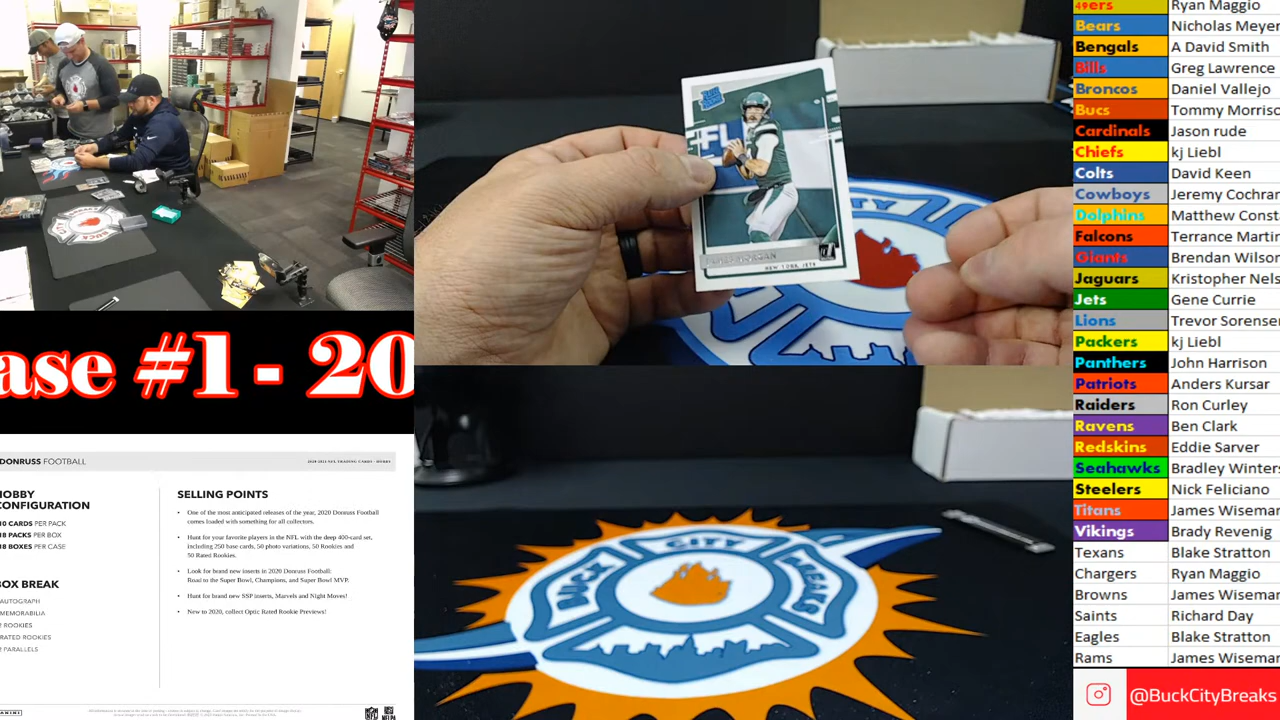 ase #1 - 20
DONRUSS FOOTBALL
HOBBY
CONFIGURATION
10 CARDS PER PACK
18 PACKS PER BOX
18 BOXES PER CASE
BOX BREAK
AUTOGRAPH
MEMORABILIA
ROOKIES
RATED ROOKIES
PARALLELS
SELLING POINTS
• One of the most anticipated releases of the year, 2020 Donruss Football
comes loaded with something for all collectors.
• Hunt for your favorite players in the NFL with the deep 400-card set,
including 250 base cards, 50 photo variations, 50 Rookies and
50 Rated Rookies.
• Look for brand new inserts in 2020 Donruss Football:
Road to the Super Bowl, Champions, and Super Bowl MVP.
• Hunt for brand new SSP inserts, Marvels and Night Moves!
• New to 2020, collect Optic Rated Rookie Previews!
PANINI
NEW YORK JETS
BUCK CITY BREAKS
49ers Ryan Maggio
Bears Nicholas Meyer
Bengals A David Smith
Bills Greg Lawrence
Broncos Daniel Vallejo
Bucs Tommy Morriso
Cardinals Jason rude
Chiefs kj Liebl
Colts David Keen
Cowboys Jeremy Cochrar
Dolphins Matthew Const
Falcons Terrance Martir
Giants Brendan Wilson
Jaguars Kristopher Nels
Jets Gene Currie
Lions Trevor Sorense
Packers kj Liebl
Panthers John Harrison
Patriots Anders Kursar
Raiders Ron Curley
Ravens Ben Clark
Redskins Eddie Sarver
Seahawks Bradley Winters
Steelers Nick Feliciano
Titans James Wiseman
Vikings Brady Revenig
Texans Blake Stratton
Chargers Ryan Maggio
Browns James Wiseman
Saints Richard Day
Eagles Blake Stratton
Rams James Wiseman
@BuckCityBreaks